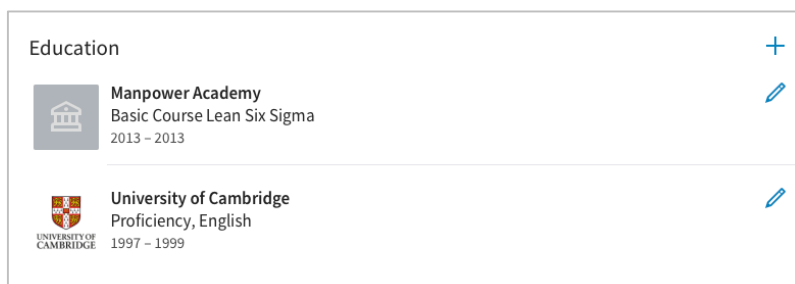 Education
Manpower Academy
Basic Course Lean Six Sigma
2013 – 2013
University of Cambridge
Proficiency, English
1997 – 1999
UNIVERSITY OF
CAMBRIDGE